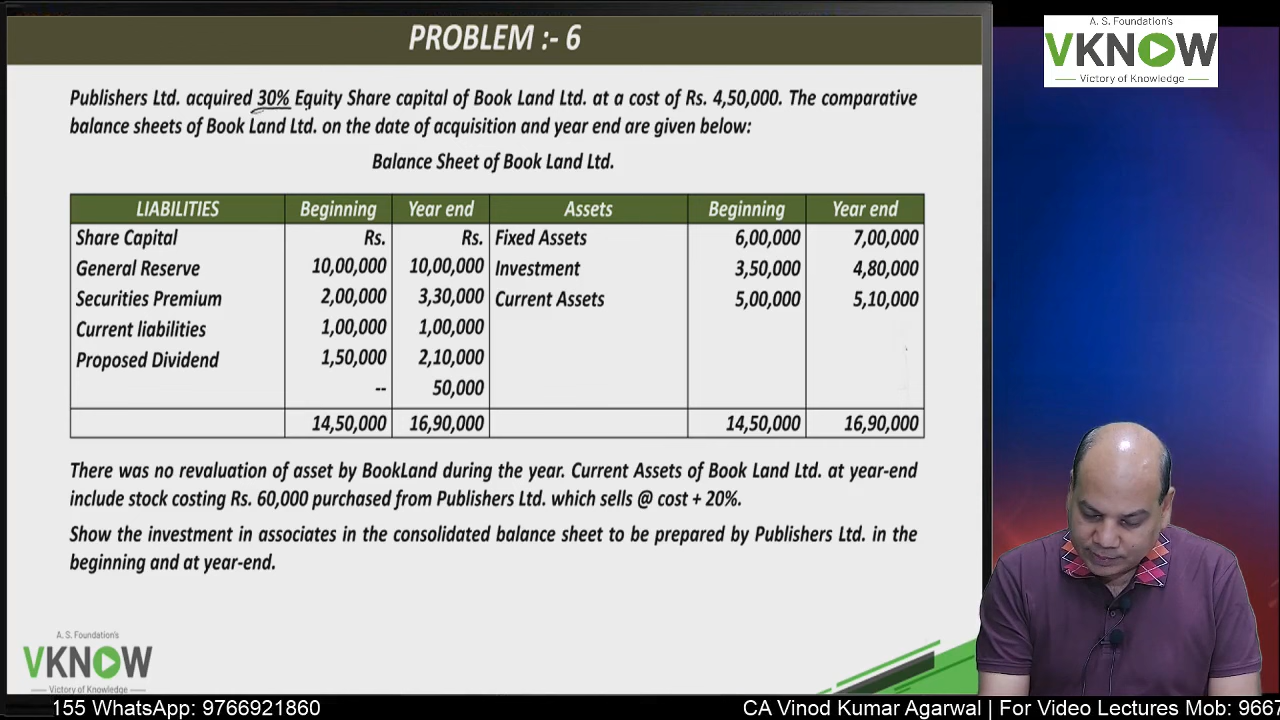 PROBLEM :- 6
A. S. Foundation's
VKNOW
Victory of Knowledge
Publishers Ltd. acquired 30% Equity Share capital of Book Land Ltd. at a cost of Rs. 4,50,000. The comparative
balance sheets of Book Land Ltd. on the date of acquisition and year end are given below:
Balance Sheet of Book Land Ltd.
LIABILITIES Beginning Year end Assets Beginning Year end
Share Capital Rs. Rs. Fixed Assets 6,00,000 7,00,000
General Reserve 10,00,000 10,00,000 Investment 3,50,000 4,80,000
Securities Premium 2,00,000 3,30,000 Current Assets 5,00,000 5,10,000
Current liabilities 1,00,000 1,00,000
Proposed Dividend 1,50,000 2,10,000
-- 50,000
14,50,000 16,90,000 14,50,000 16,90,000
There was no revaluation of asset by BookLand during the year. Current Assets of Book Land Ltd. at year-end
include stock costing Rs. 60,000 purchased from Publishers Ltd. which sells @ cost + 20%.
Show the investment in associates in the consolidated balance sheet to be prepared by Publishers Ltd. in the
beginning and at year-end.
A. S. Foundation's
VKNOW
Victory of Knowledge
155 WhatsApp: 9766921860 CA Vinod Kumar Agarwal | For Video Lectures Mob: 9667